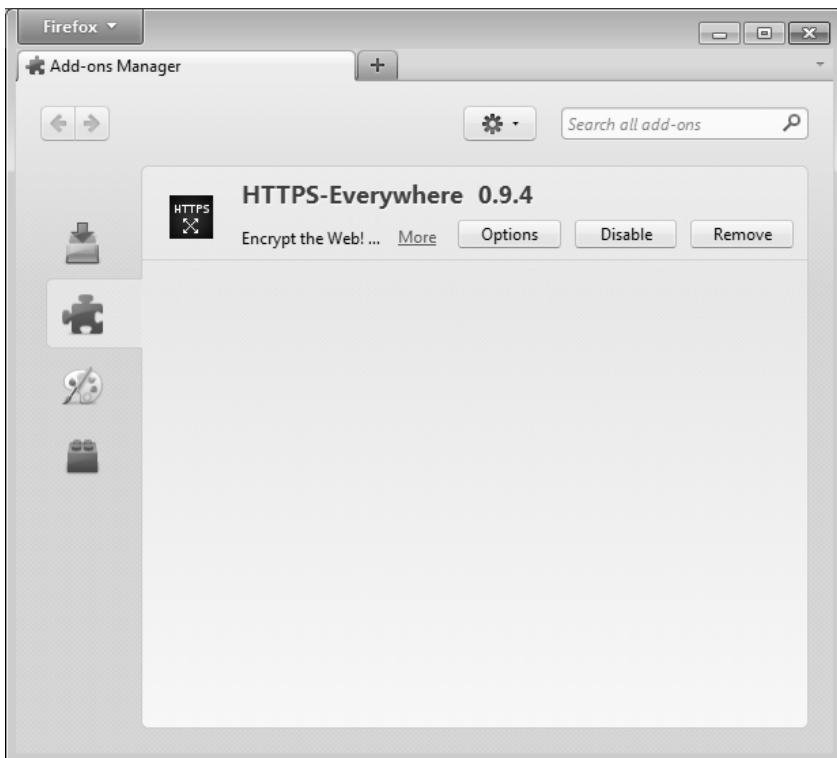 Firefox
Add-ons Manager
Search all add-ons
HTTPS
HTTPS-Everywhere 0.9.4
Encrypt the Web! ... More Options Disable Remove